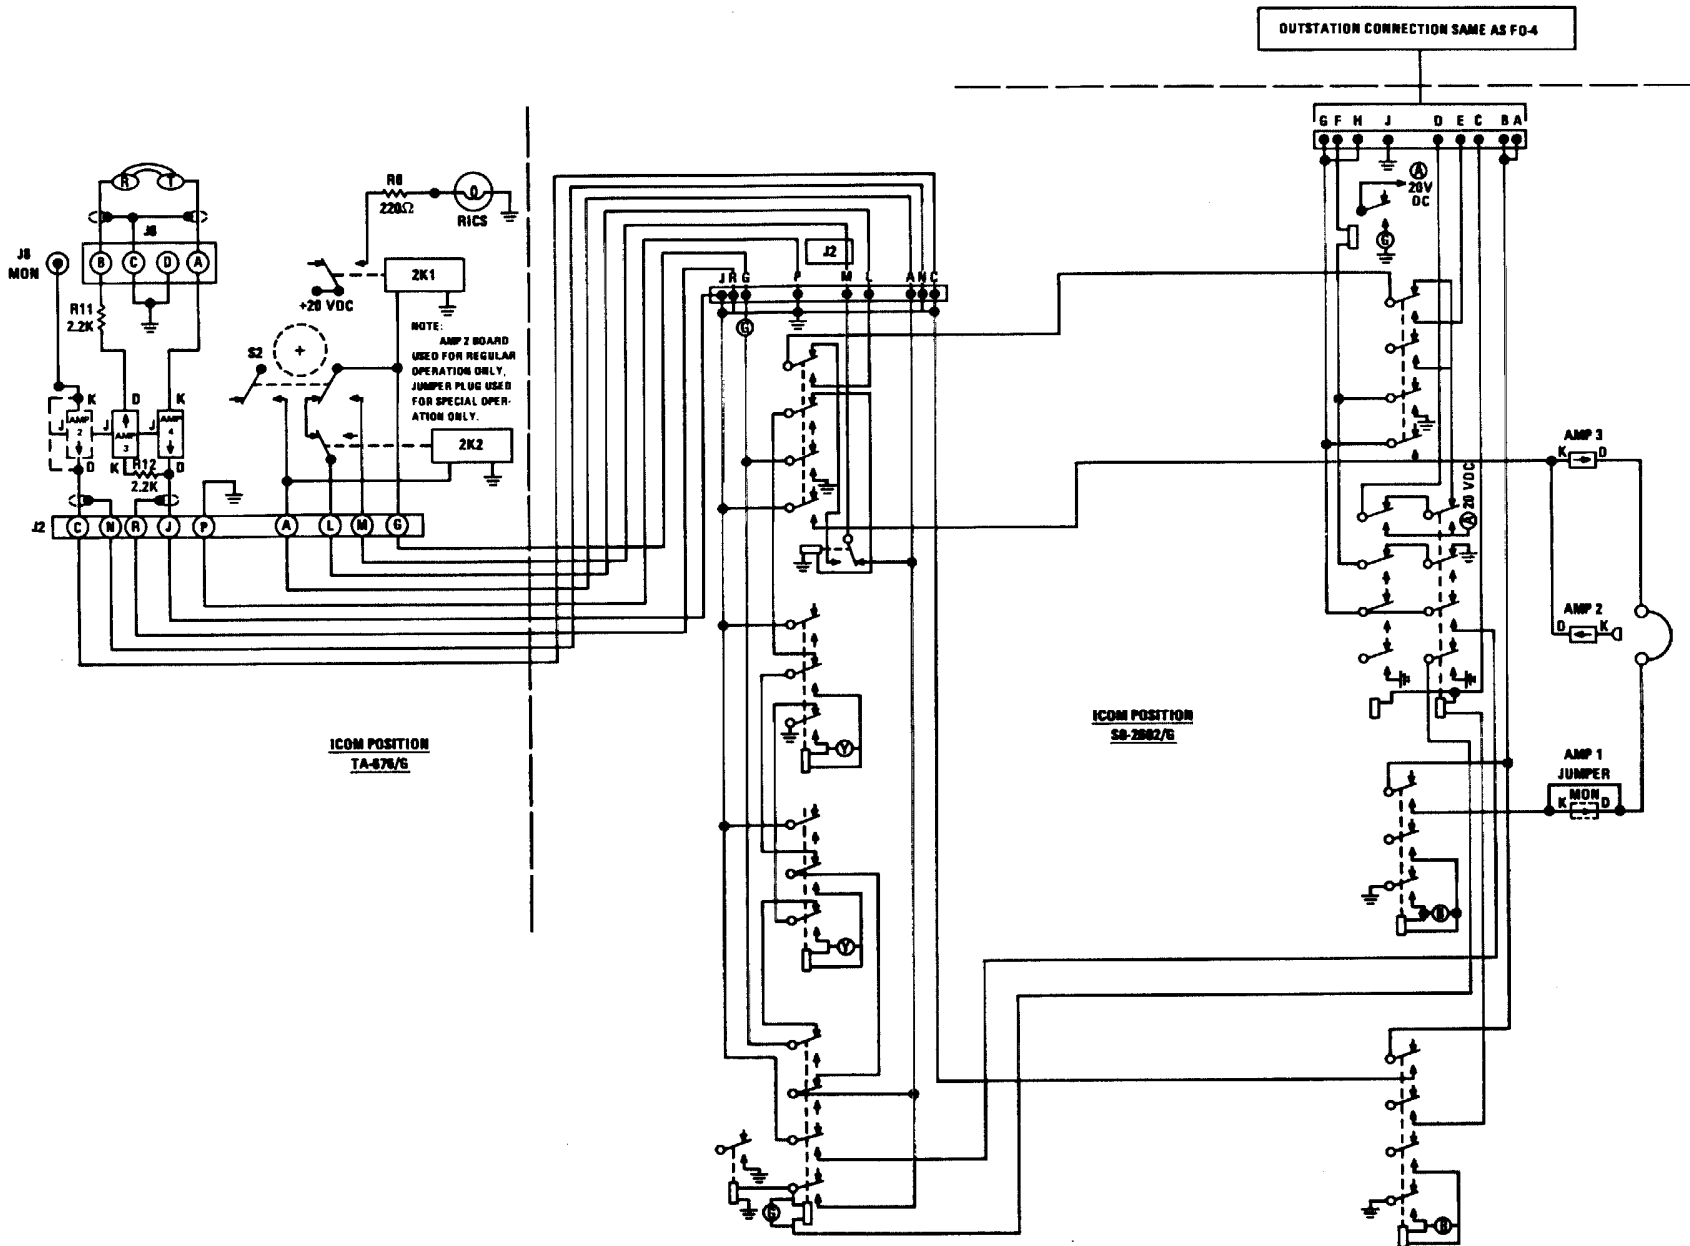 OUTSTATION CONNECTION SAME AS FO-4
G F H J D E C B A
A
20V
DC
G
R T
J6
B C D A
J8
MON
R11
2.2K
R6
220Ω
RICS
2K1
+20 VDC
S2
NOTE:
AMP 2 BOARD
USED FOR REGULAR
OPERATION ONLY,
JUMPER PLUG USED
FOR SPECIAL OPER-
ATION ONLY.
2K2
K D K
J AMP 2 J AMP 3 J AMP 4
D K D
R12
2.2K
J2 C N R J P A L M G
J2
J R G P M L A N C
G
A 20 VDC
AMP 3
K D
AMP 2
D K
AMP 1
JUMPER
MON
K D
ICOM POSITION
TA-676/G
ICOM POSITION
Y
Y
G